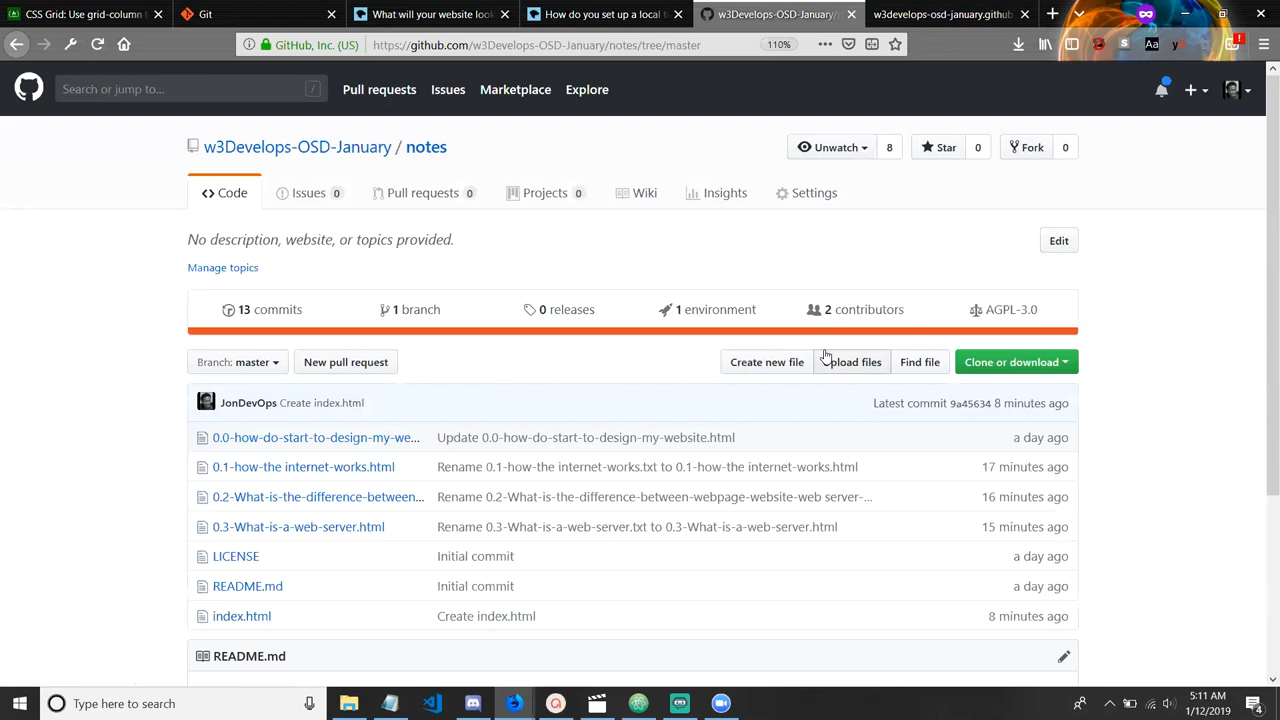 CSS Grid: Use grid-column
Git
What will your website look
How do you set up a local t
w3Develops-OSD-January/
w3develops-osd-january.github
GitHub, Inc. (US)
https://github.com/w3Develops-OSD-January/notes/tree/master
110%
Search or jump to...
/
Pull requests
Issues
Marketplace
Explore
w3Develops-OSD-January / notes
Unwatch
8
Star
0
Fork
0
Code
Issues 0
Pull requests 0
Projects 0
Wiki
Insights
Settings
No description, website, or topics provided.
Edit
Manage topics
13 commits
1 branch
0 releases
1 environment
2 contributors
AGPL-3.0
Branch: master
New pull request
Create new file
Upload files
Find file
Clone or download
JonDevOps Create index.html
Latest commit 9a45634 8 minutes ago
0.0-how-do-start-to-design-my-we...
Update 0.0-how-do-start-to-design-my-website.html
a day ago
0.1-how-the internet-works.html
Rename 0.1-how-the internet-works.txt to 0.1-how-the internet-works.html
17 minutes ago
0.2-What-is-the-difference-between...
Rename 0.2-What-is-the-difference-between-webpage-website-web server-...
16 minutes ago
0.3-What-is-a-web-server.html
Rename 0.3-What-is-a-web-server.txt to 0.3-What-is-a-web-server.html
15 minutes ago
LICENSE
Initial commit
a day ago
README.md
Initial commit
a day ago
index.html
Create index.html
8 minutes ago
README.md
Type here to search
5:11 AM
1/12/2019
4